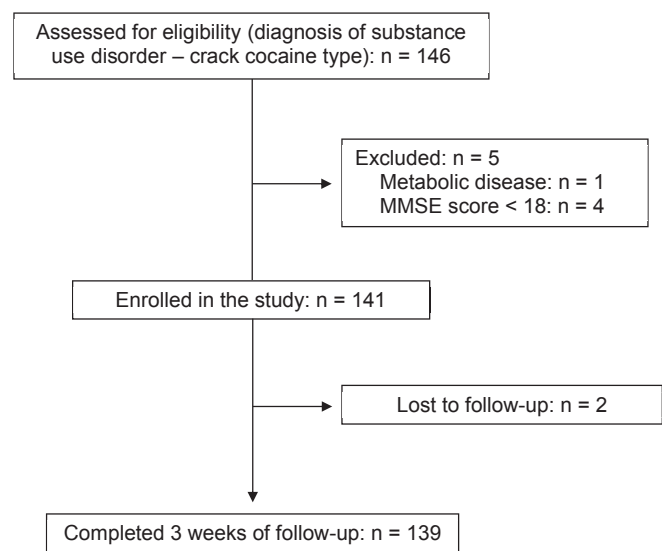 Assessed for eligibility (diagnosis of substance
use disorder – crack cocaine type): n = 146
Excluded: n = 5
Metabolic disease: n = 1
MMSE score < 18: n = 4
Enrolled in the study: n = 141
Lost to follow-up: n = 2
Completed 3 weeks of follow-up: n = 139